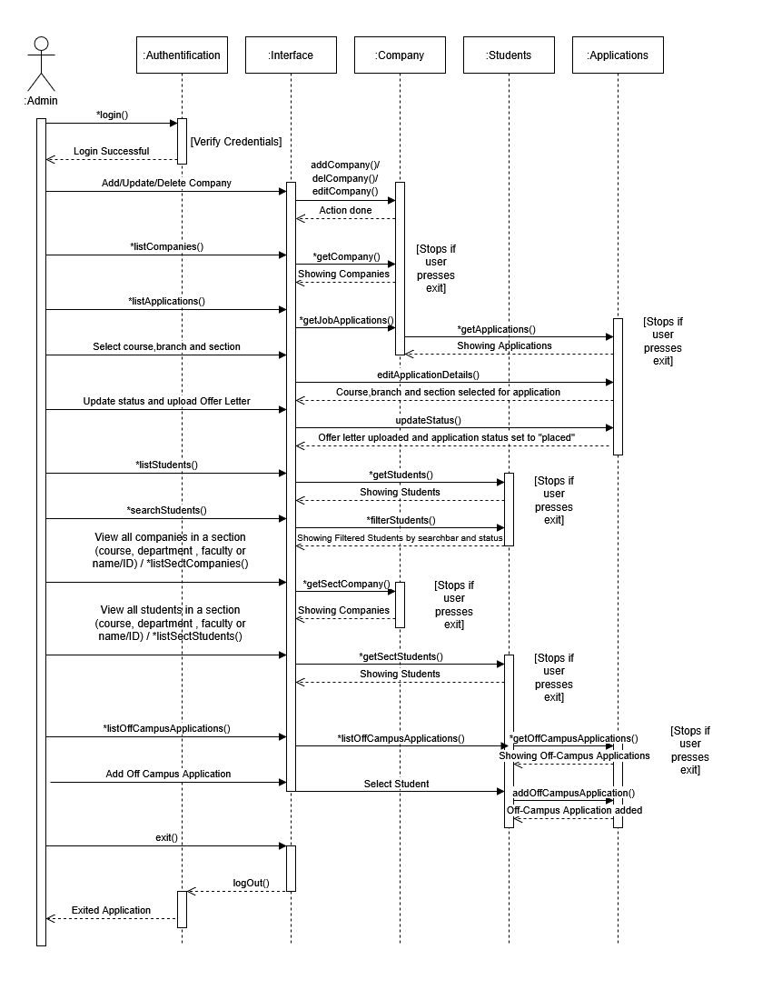 :Authentification
:Interface
:Company
:Students
:Applications
:Admin
*login()
[Verify Credentials]
Login Successful
Add/Update/Delete Company
addCompany()/
delCompany()/
editCompany()
Action done
*listCompanies()
*getCompany()
Showing Companies
[Stops if
user
presses
exit]
*listApplications()
*getJobApplications()
*getApplications()
Showing Applications
[Stops if
user
presses
exit]
Select course,branch and section
editApplicationDetails()
Course,branch and section selected for application
Update status and upload Offer Letter
updateStatus()
Offer letter uploaded and application status set to "placed"
*listStudents()
*getStudents()
Showing Students
[Stops if
user
presses
exit]
*searchStudents()
*filterStudents()
Showing Filtered Students by searchbar and status
View all companies in a section
(course, department , faculty or
name/ID) / *listSectCompanies()
*getSectCompany()
Showing Companies
[Stops if
user
presses
exit]
View all students in a section
(course, department , faculty or
name/ID) / *listSectStudents()
*getSectStudents()
Showing Students
[Stops if
user
presses
exit]
*listOffCampusApplications()
*listOffCampusApplications()
*getOffCampusApplications()
Showing Off-Campus Applications
[Stops if
user
presses
exit]
Add Off Campus Application
Select Student
addOffCampusApplication()
Off-Campus Application added
exit()
logOut()
Exited Application